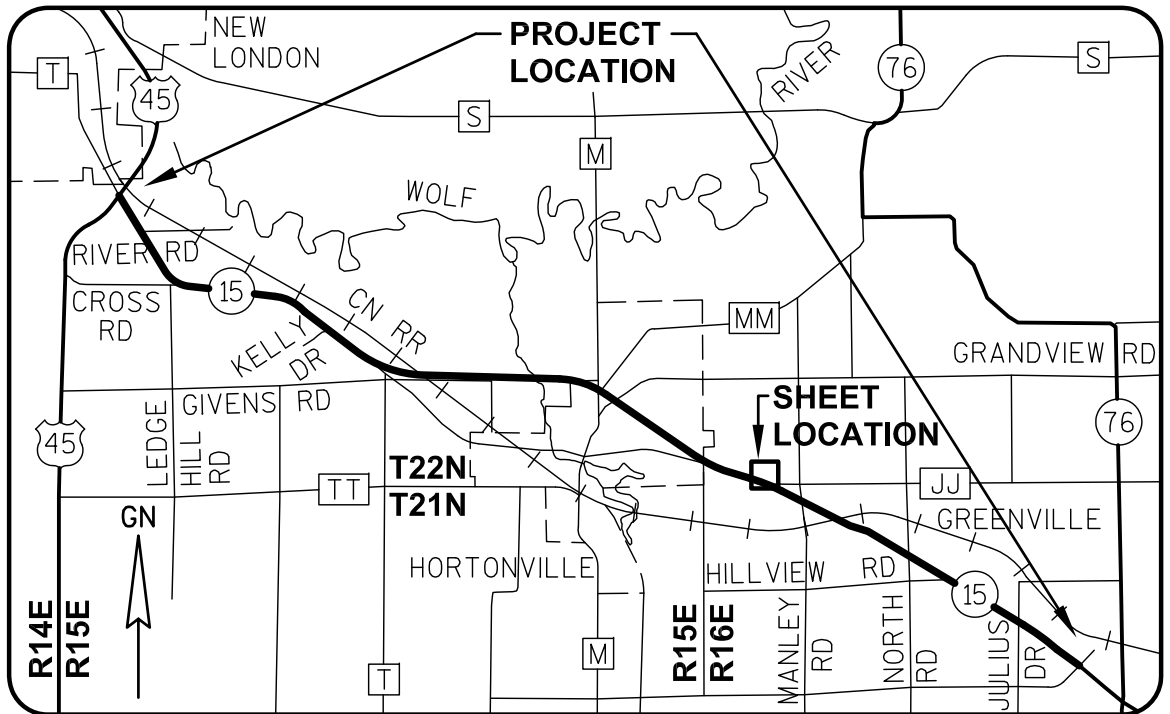 NEW
LONDON
PROJECT
LOCATION
RIVER
76
S
T
45
S
M
WOLF
RIVER RD
CROSS
RD
15
CN RR
KELLY
DR
MM
GRANDVIEW RD
GIVENS RD
SHEET
LOCATION
76
45
LEDGE
HILL
RD
T22N
TT
T21N
JJ
GN
GREENVILLE
HORTONVILLE
HILLVIEW RD
15
R14E
R15E
R15E
R16E
MANLEY
RD
NORTH
RD
JULIUS
DR
T
M